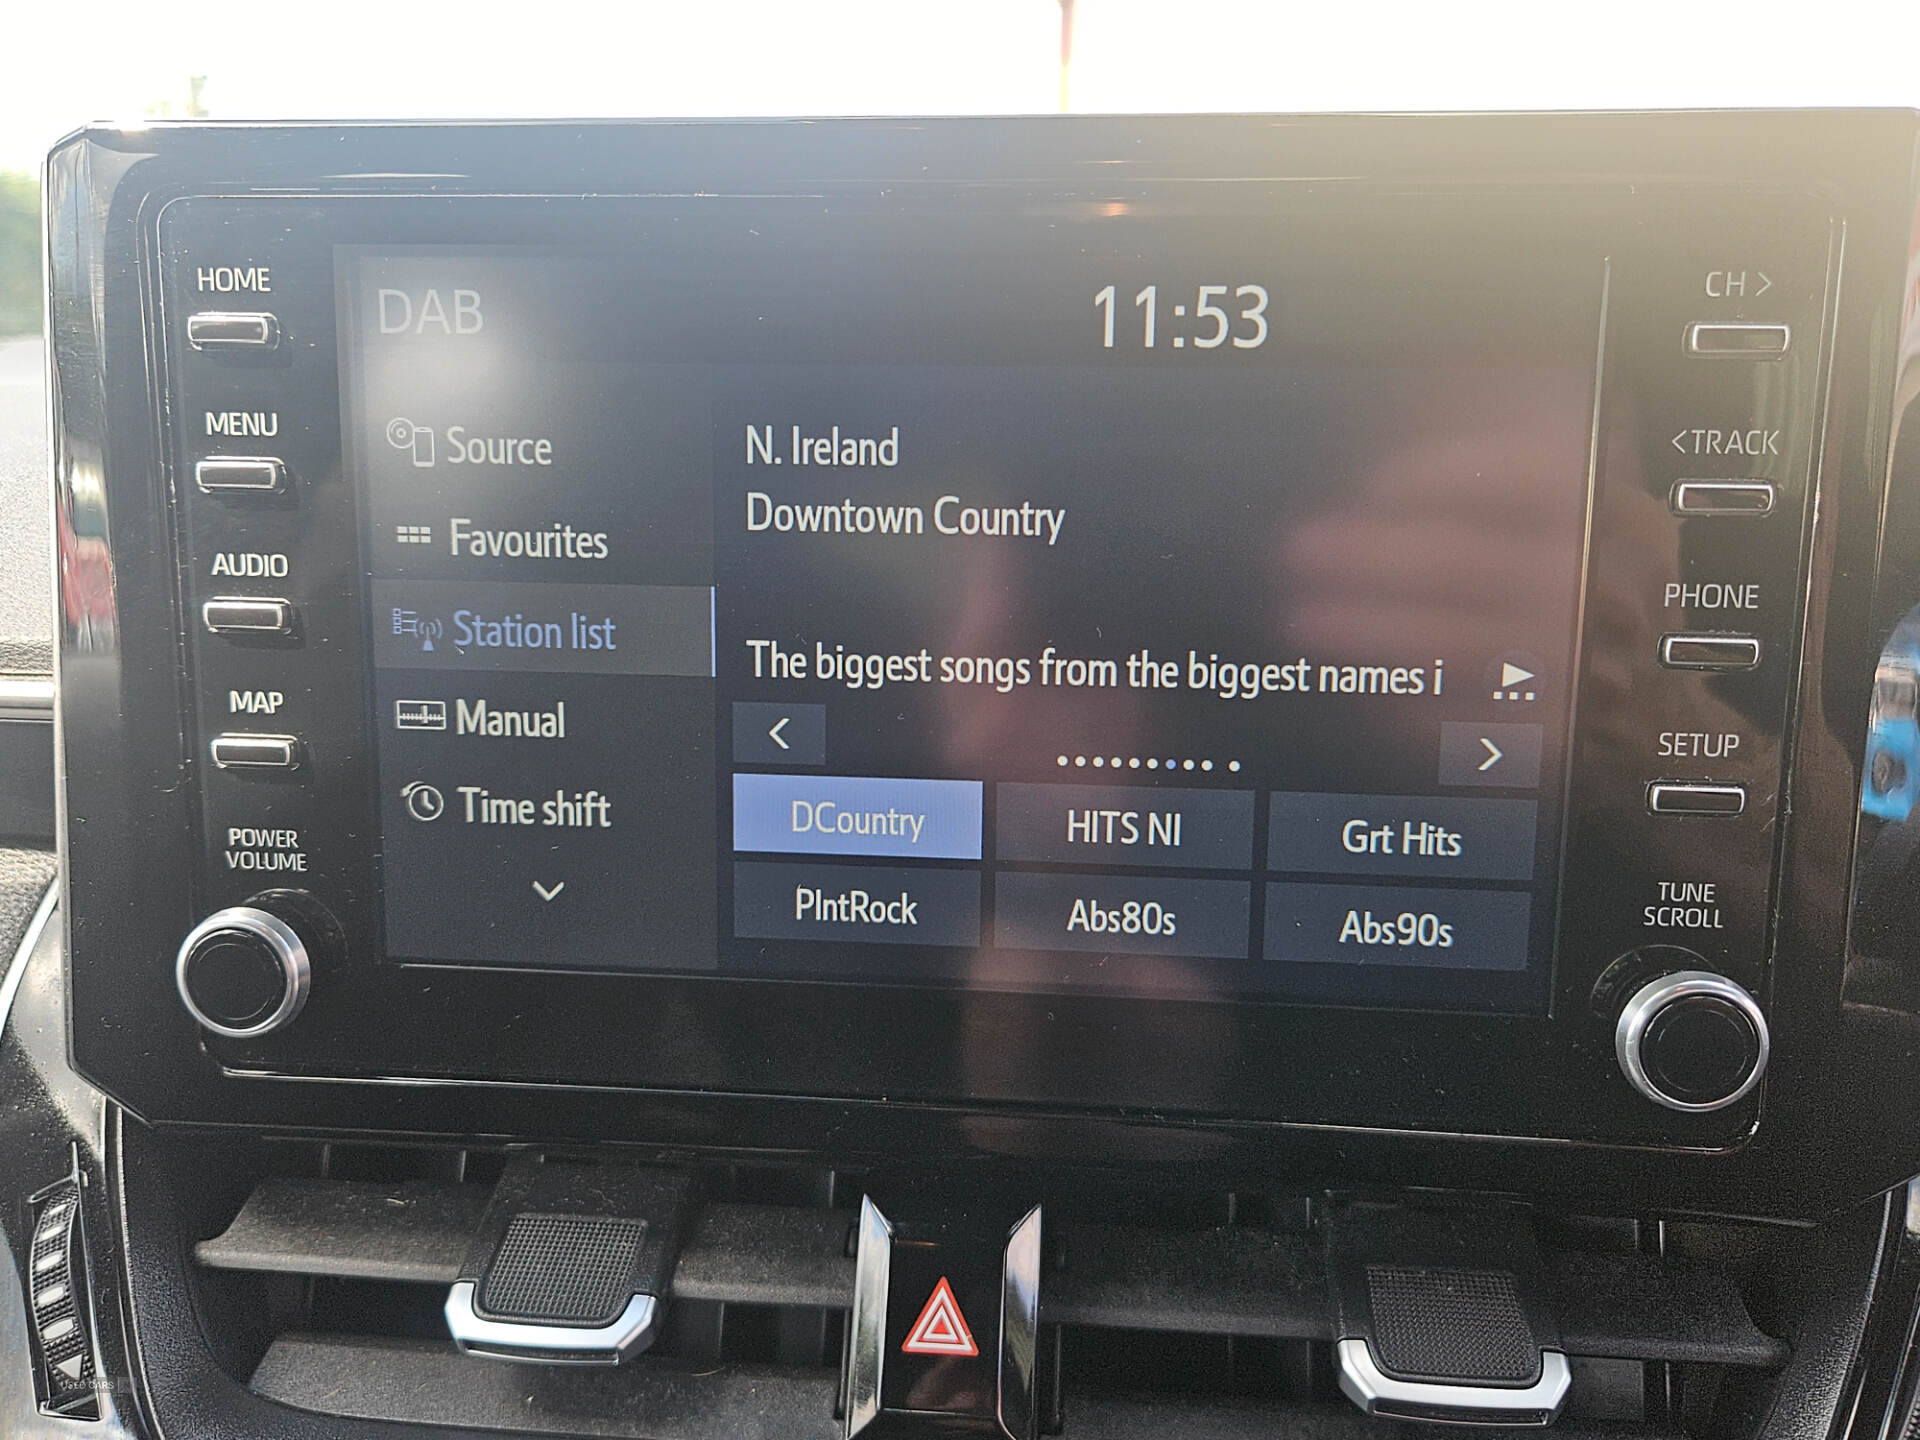 HOME
MENU
AUDIO
MAP
POWER
VOLUME
DAB
11:53
Source
Favourites
Station list
Manual
Time shift
N. Ireland
Downtown Country
The biggest songs from the biggest names i
DCountry
HITS NI
Grt Hits
PlntRock
Abs80s
Abs90s
CH >
< TRACK
PHONE
SETUP
TUNE
SCROLL
USED CARS